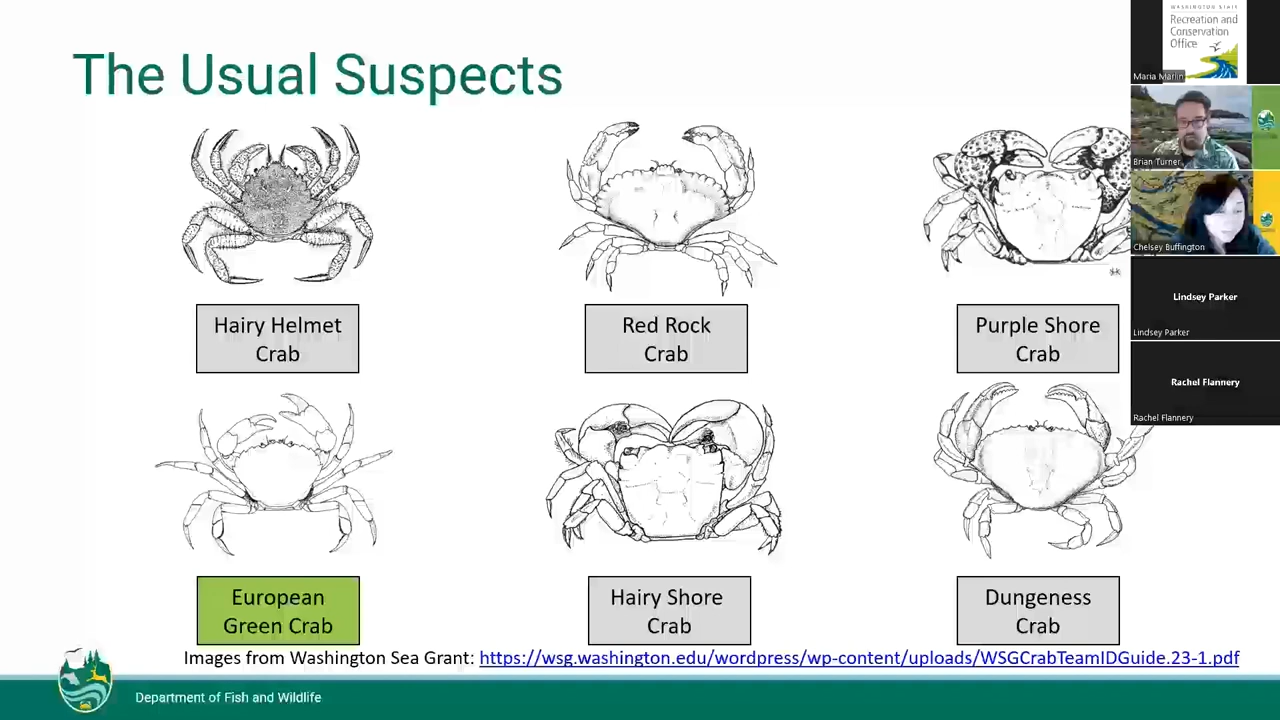 The Usual Suspects
Hairy Helmet
Crab
Red Rock
Crab
Purple Shore
Crab
European
Green Crab
Hairy Shore
Crab
Dungeness
Crab
Images from Washington Sea Grant: https://wsg.washington.edu/wordpress/wp-content/uploads/WSGCrabTeamIDGuide.23-1.pdf
Department of Fish and Wildlife
WASHINGTON STATE
Recreation and
Conservation
Office
Maria Marlin
Brian Turner
Chelsey Buffington
Lindsey Parker
Lindsey Parker
Rachel Flannery
Rachel Flannery